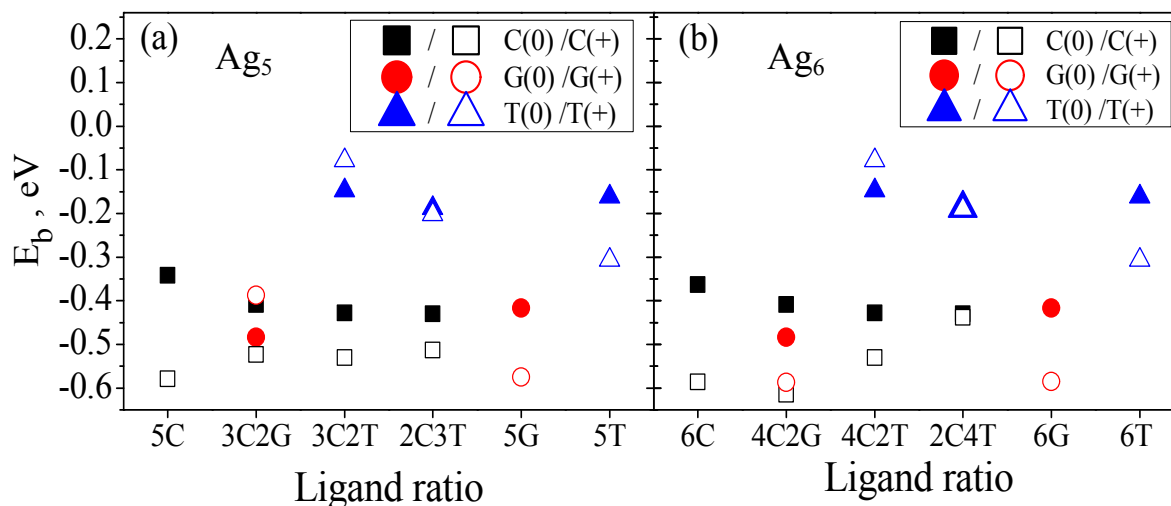 (a)
Ag₅
/ C(0) /C(+)
/ G(0) /G(+)
/ T(0) /T(+)
(b)
Ag₆
/ C(0) /C(+)
/ G(0) /G(+)
/ T(0) /T(+)
E_b , eV
0.2
0.1
0.0
-0.1
-0.2
-0.3
-0.4
-0.5
-0.6
5C 3C2G 3C2T 2C3T 5G 5T
6C 4C2G 4C2T 2C4T 6G 6T
Ligand ratio
Ligand ratio